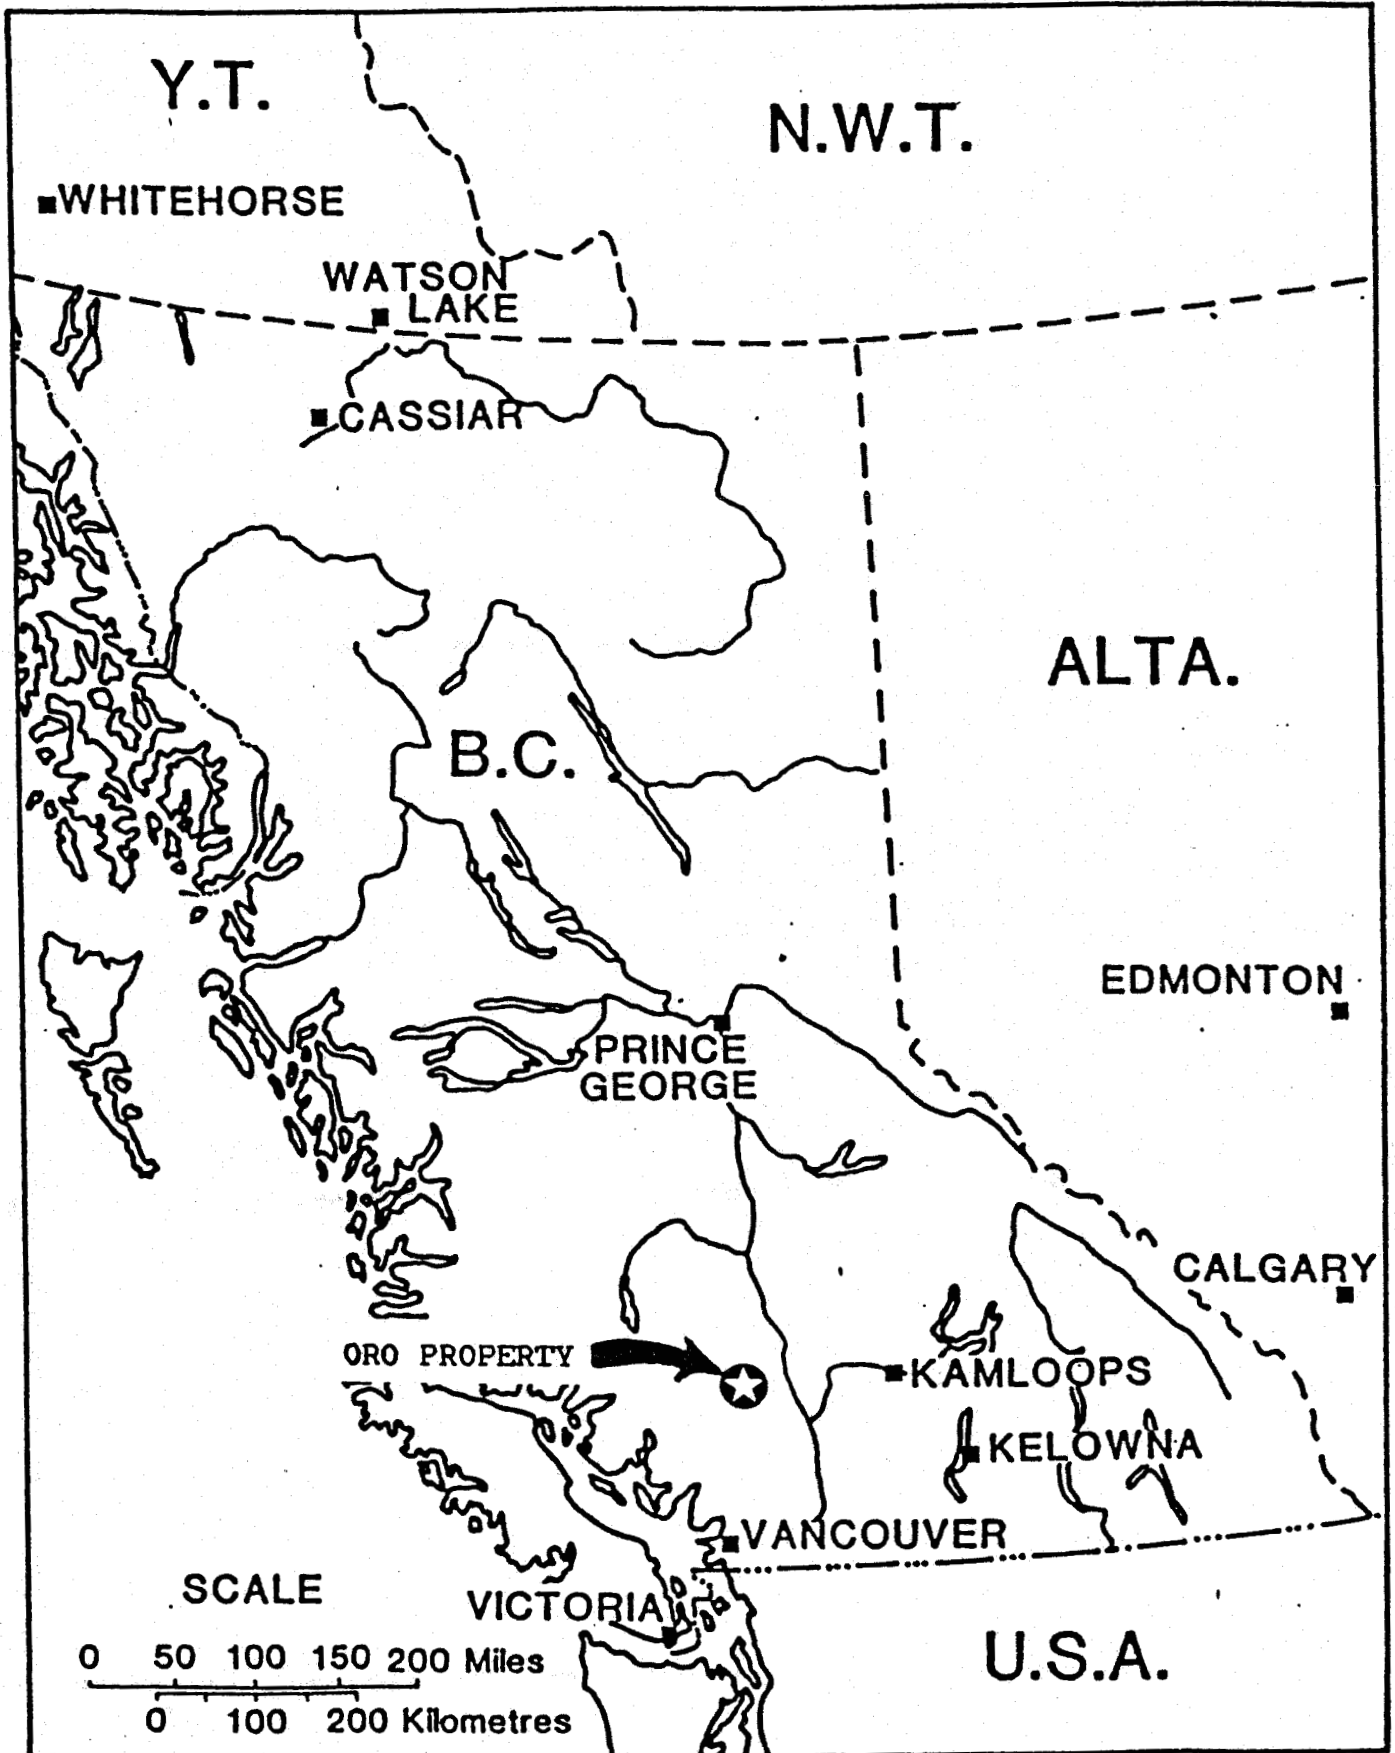 Y.T.
N.W.T.
WHITEHORSE
WATSON
LAKE
CASSIAR
ALTA.
B.C.
EDMONTON
PRINCE
GEORGE
CALGARY
ORO PROPERTY
KAMLOOPS
KELOWNA
VANCOUVER
SCALE
VICTORIA
U.S.A.
0 50 100 150 200 Miles
0 100 200 Kilometres